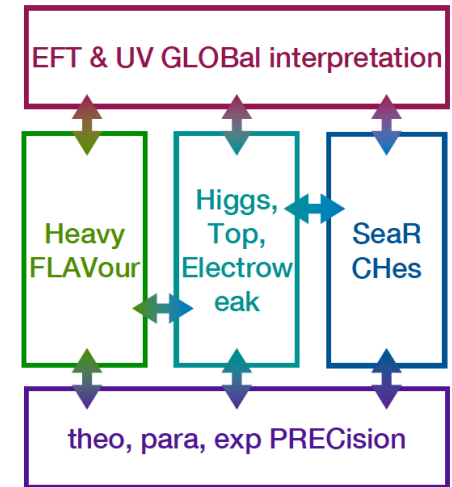 EFT & UV GLOBal interpretation
Heavy
FLAVour
Higgs,
Top,
Electrow
eak
SeaR
CHes
theo, para, exp PRECision